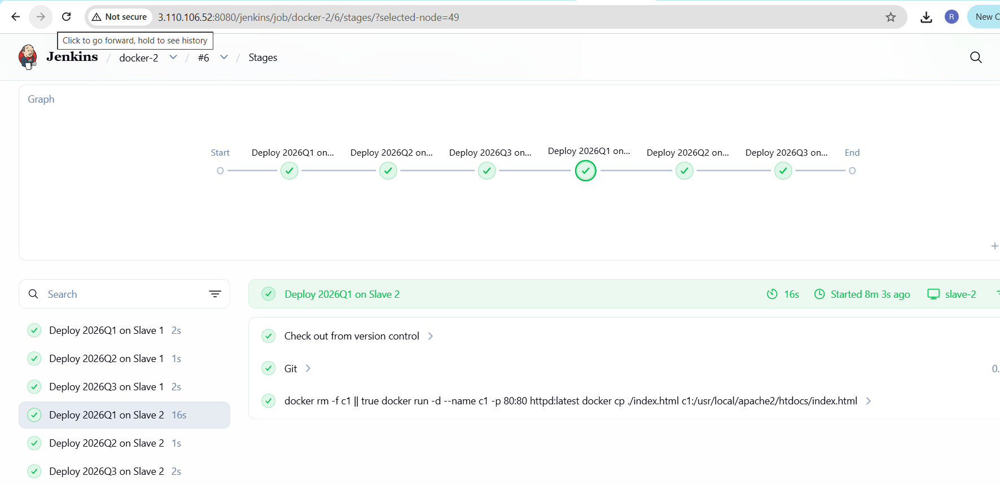 Not secure 3.110.106.52:8080/jenkins/job/docker-2/6/stages/?selected-node=49 R New C
Click to go forward, hold to see history
Jenkins / docker-2 / #6 / Stages
Graph
Start Deploy 2026Q1 on... Deploy 2026Q2 on... Deploy 2026Q3 on... Deploy 2026Q1 on... Deploy 2026Q2 on... Deploy 2026Q3 on... End
Search
Deploy 2026Q1 on Slave 1 2s
Deploy 2026Q2 on Slave 1 1s
Deploy 2026Q3 on Slave 1 2s
Deploy 2026Q1 on Slave 2 16s
Deploy 2026Q2 on Slave 2 1s
Deploy 2026Q3 on Slave 2 2s
Deploy 2026Q1 on Slave 2 16s Started 8m 3s ago slave-2
Check out from version control
Git 0.
docker rm -f c1 || true docker run -d --name c1 -p 80:80 httpd:latest docker cp ./index.html c1:/usr/local/apache2/htdocs/index.html